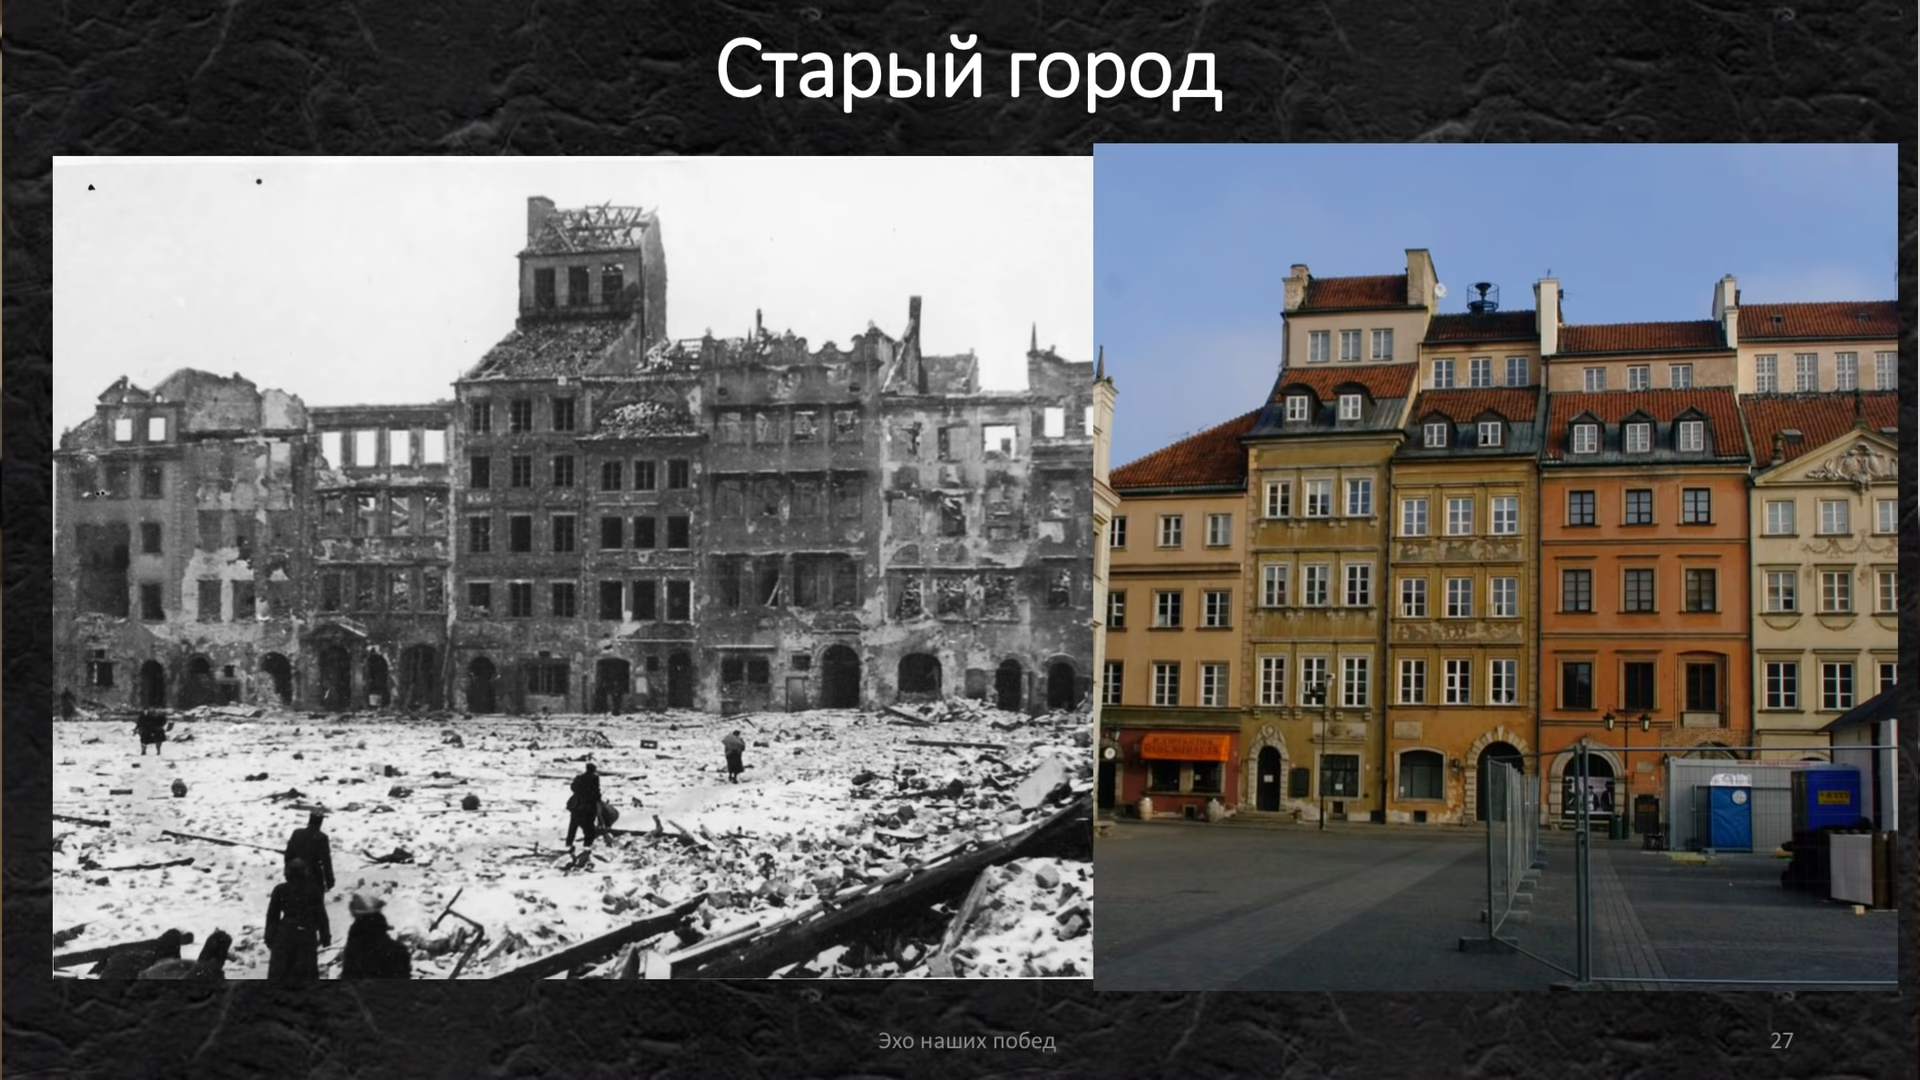 Старый город
Эхо наших побед
27